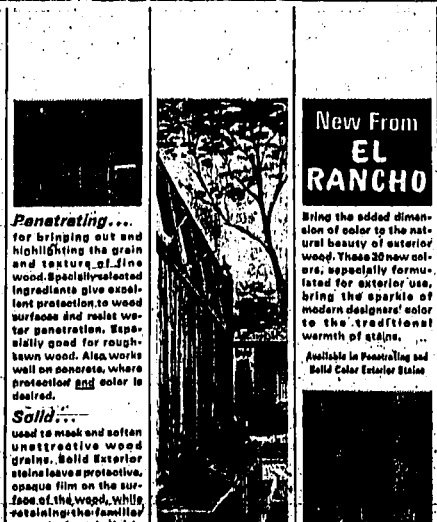 Penetrating...
for bringing out and
highlighting the grain
and texture of fine
wood. Specially selected
ingredients give excel-
lent protection to wood
surfaces and resist wa-
ter penetration. Espe-
cially good for rough-
sawn wood. Also works
well on concrete, where
protection and color is
desired.
Solid...
used to mask and soften
unattractive wood
grains. Solid Exterior
stains leave a protective,
opaque film on the sur-
face of the wood, while
retaining the familiar
New From
EL
RANCHO
Bring the added dimen-
sion of color to the nat-
ural beauty of exterior
wood. These 20 new col-
ors, especially formu-
lated for exterior use,
bring the sparkle of
modern designers' color
to the traditional
warmth of stains.
Available in Penetrating and
Solid Color Exterior Stains